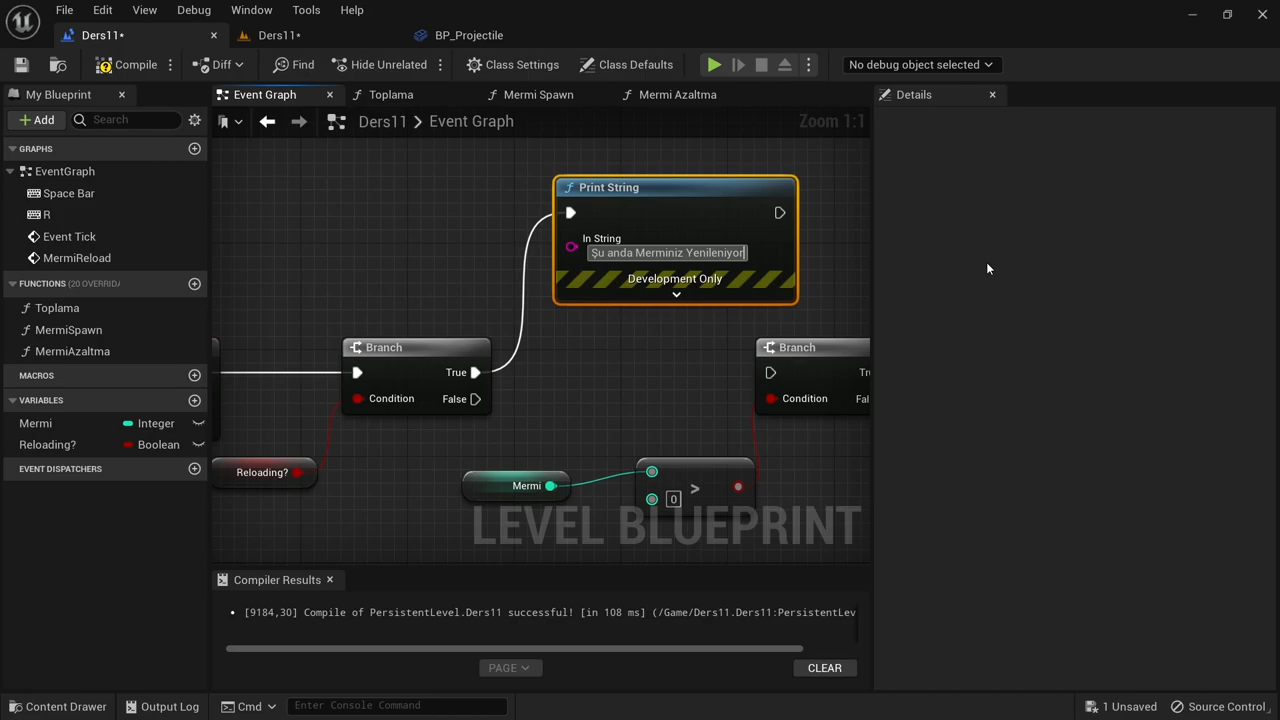 File Edit View Debug Window Tools Help
Ders11* Ders11* BP_Projectile
Compile Diff Find Hide Unrelated Class Settings Class Defaults No debug object selected
My Blueprint Event Graph Toplama Mermi Spawn Mermi Azaltma Details
Add Search Ders11 Event Graph Zoom 1:1
GRAPHS
EventGraph
Space Bar
R
Event Tick
MermiReload
FUNCTIONS (20 OVERRIDA
Toplama
MermiSpawn
MermiAzaltma
MACROS
VARIABLES
Mermi Integer
Reloading? Boolean
EVENT DISPATCHERS
Print String
In String
Şu anda Merminiz Yenileniyor
Development Only
Branch
True
Condition False
Branch
Tr
Condition Fal
Reloading?
Mermi
0 >
LEVEL BLUEPRINT
Compiler Results
[9184,30] Compile of PersistentLevel.Ders11 successful! [in 108 ms] (/Game/Ders11.Ders11:PersistentLev
PAGE CLEAR
Content Drawer Output Log Cmd Enter Console Command 1 Unsaved Source Control